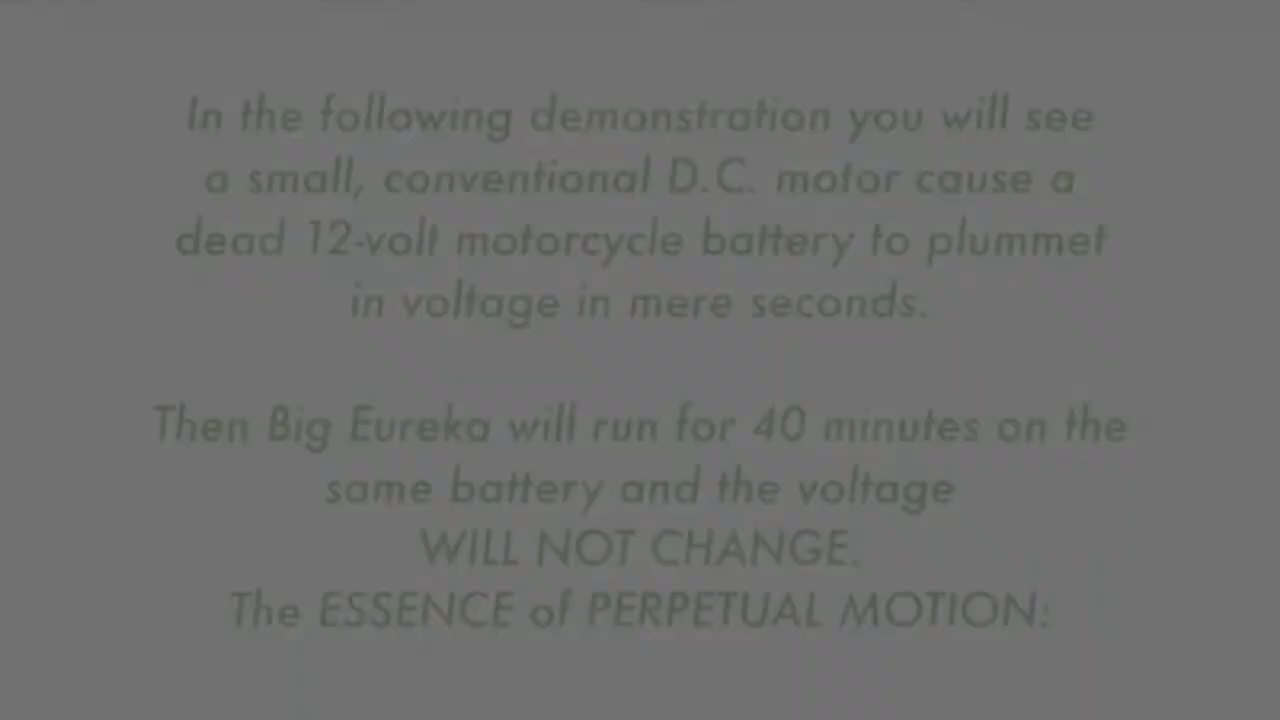 In the following demonstration you will see
a small, conventional D.C. motor cause a
dead 12-volt motorcycle battery to plummet
in voltage in mere seconds.
Then Big Eureka will run for 40 minutes on the
same battery and the voltage
WILL NOT CHANGE.
The ESSENCE of PERPETUAL MOTION: